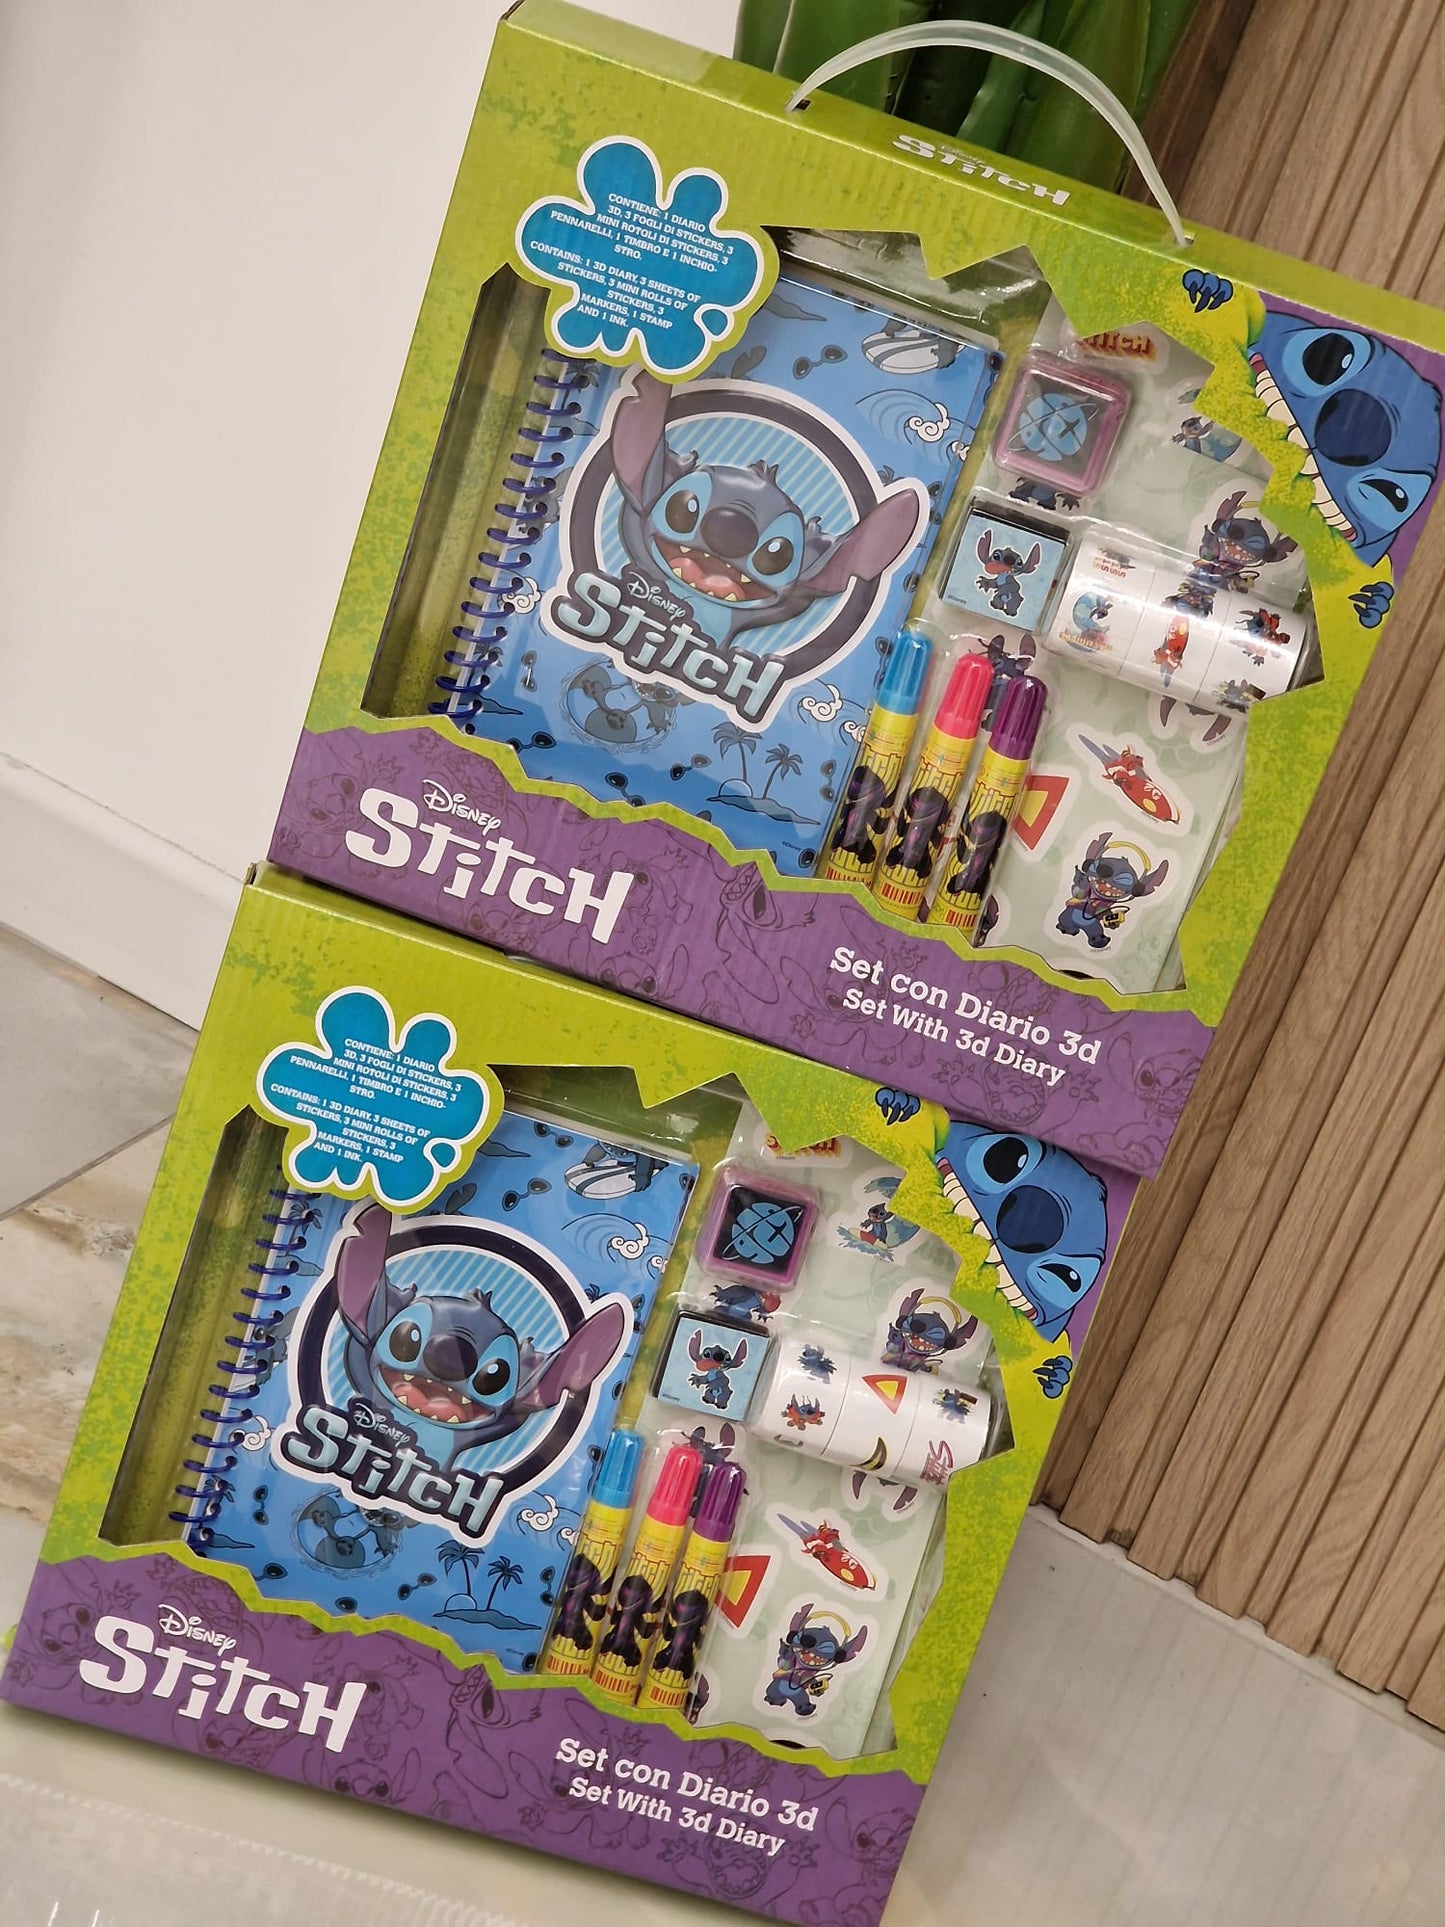 Disney
STITCH
CONTIENE: 1 DIARIO
3D, 3 FOGLI DI STICKERS, 3
MINI ROTOLI DI STICKERS, 3
PENNARELLI, 1 TIMBRO E 1 INCHIO-
STRO.
CONTAINS: 1 3D DIARY, 3 SHEETS OF
STICKERS, 3 MINI ROLLS OF
STICKERS, 3
MARKERS, 1 STAMP
AND 1 INK.
Disney
STITCH
Disney
STITCH
Set con Diario 3d
Set With 3d Diary
CONTIENE: 1 DIARIO
3D, 3 FOGLI DI STICKERS, 3
MINI ROTOLI DI STICKERS, 3
PENNARELLI, 1 TIMBRO E 1 INCHIO-
STRO.
CONTAINS: 1 3D DIARY, 3 SHEETS OF
STICKERS, 3 MINI ROLLS OF
STICKERS, 3
MARKERS, 1 STAMP
AND 1 INK.
Disney
STITCH
Disney
STITCH
Set con Diario 3d
Set With 3d Diary